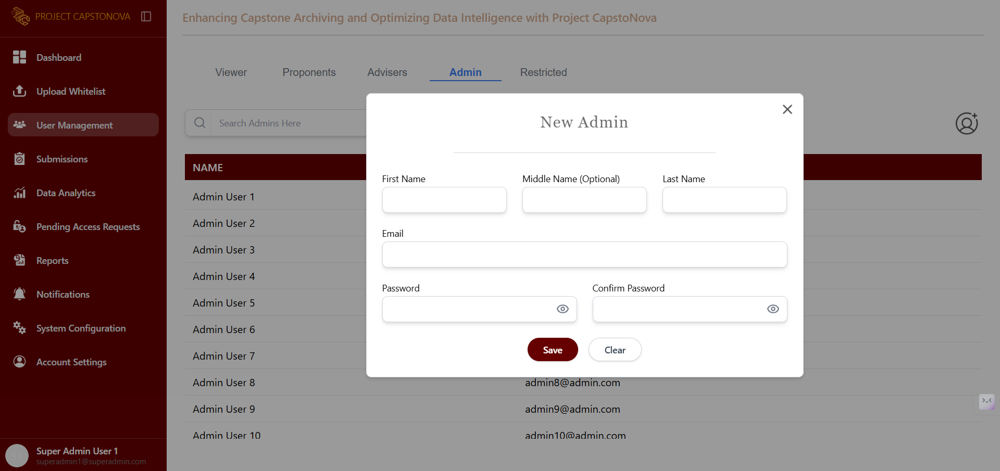 PROJECT CAPSTONOVA
Dashboard
Upload Whitelist
User Management
Submissions
Data Analytics
Pending Access Requests
Reports
Notifications
System Configuration
Account Settings
S1
Super Admin User 1
superadmin1@superadmin.com
Enhancing Capstone Archiving and Optimizing Data Intelligence with Project CapstoNova
Viewer Proponents Advisers Admin Restricted
Search Admins Here
NAME
Admin User 1
Admin User 2
Admin User 3
Admin User 4
Admin User 5
Admin User 6
Admin User 7
Admin User 8 admin8@admin.com
Admin User 9 admin9@admin.com
Admin User 10 admin10@admin.com
New Admin
First Name Middle Name (Optional) Last Name
Email
Password Confirm Password
Save Clear